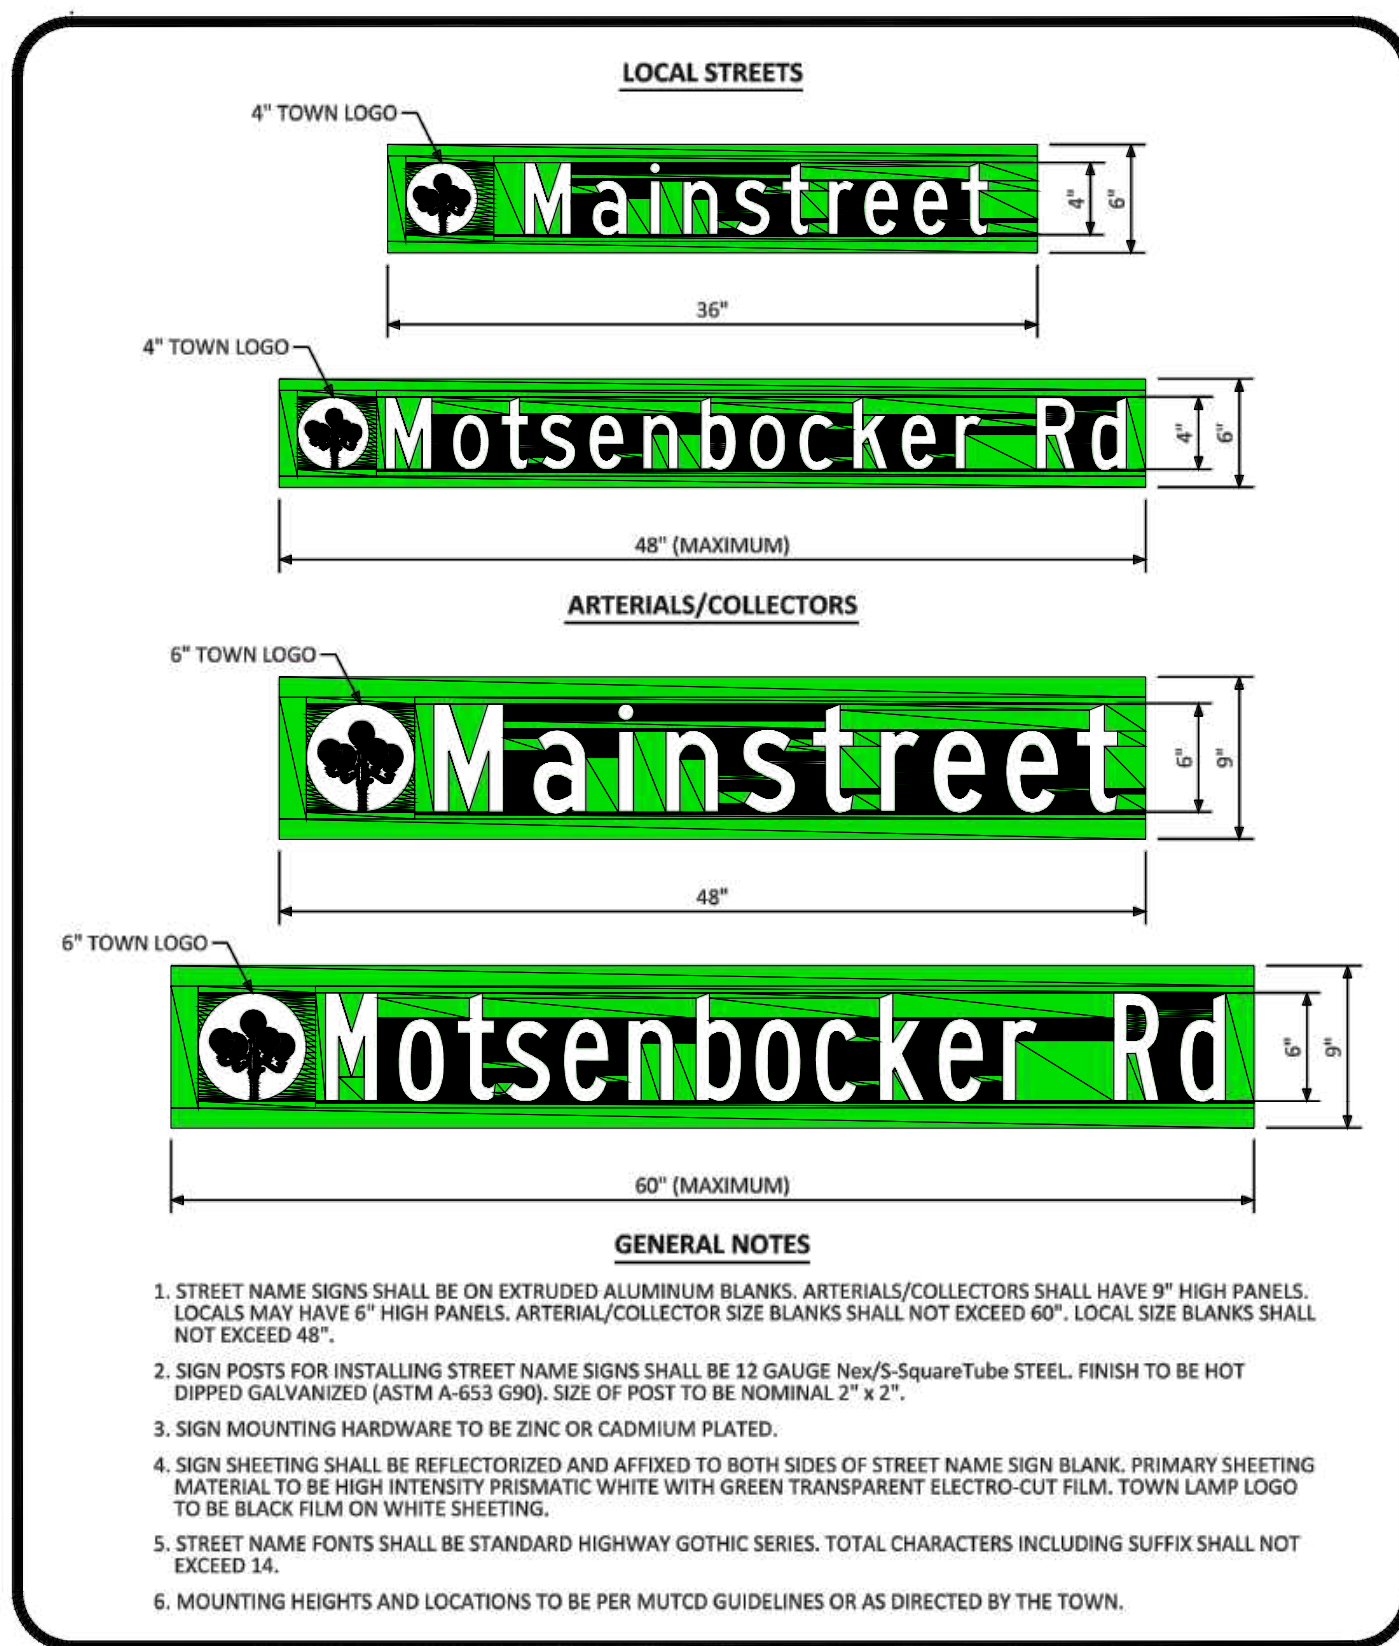 LOCAL STREETS
4" TOWN LOGO
Mainstreet
4"
6"
36"
4" TOWN LOGO
Motsenbocker Rd
4"
6"
48" (MAXIMUM)
ARTERIALS/COLLECTORS
6" TOWN LOGO
Mainstreet
6"
9"
48"
6" TOWN LOGO
Motsenbocker Rd
6"
9"
60" (MAXIMUM)
GENERAL NOTES
1. STREET NAME SIGNS SHALL BE ON EXTRUDED ALUMINUM BLANKS. ARTERIALS/COLLECTORS SHALL HAVE 9" HIGH PANELS.
LOCALS MAY HAVE 6" HIGH PANELS. ARTERIAL/COLLECTOR SIZE BLANKS SHALL NOT EXCEED 60". LOCAL SIZE BLANKS SHALL
NOT EXCEED 48".
2. SIGN POSTS FOR INSTALLING STREET NAME SIGNS SHALL BE 12 GAUGE Nex/S-SquareTube STEEL. FINISH TO BE HOT
DIPPED GALVANIZED (ASTM A-653 G90). SIZE OF POST TO BE NOMINAL 2" x 2".
3. SIGN MOUNTING HARDWARE TO BE ZINC OR CADMIUM PLATED.
4. SIGN SHEETING SHALL BE REFLECTORIZED AND AFFIXED TO BOTH SIDES OF STREET NAME SIGN BLANK. PRIMARY SHEETING
MATERIAL TO BE HIGH INTENSITY PRISMATIC WHITE WITH GREEN TRANSPARENT ELECTRO-CUT FILM. TOWN LAMP LOGO
TO BE BLACK FILM ON WHITE SHEETING.
5. STREET NAME FONTS SHALL BE STANDARD HIGHWAY GOTHIC SERIES. TOTAL CHARACTERS INCLUDING SUFFIX SHALL NOT
EXCEED 14.
6. MOUNTING HEIGHTS AND LOCATIONS TO BE PER MUTCD GUIDELINES OR AS DIRECTED BY THE TOWN.